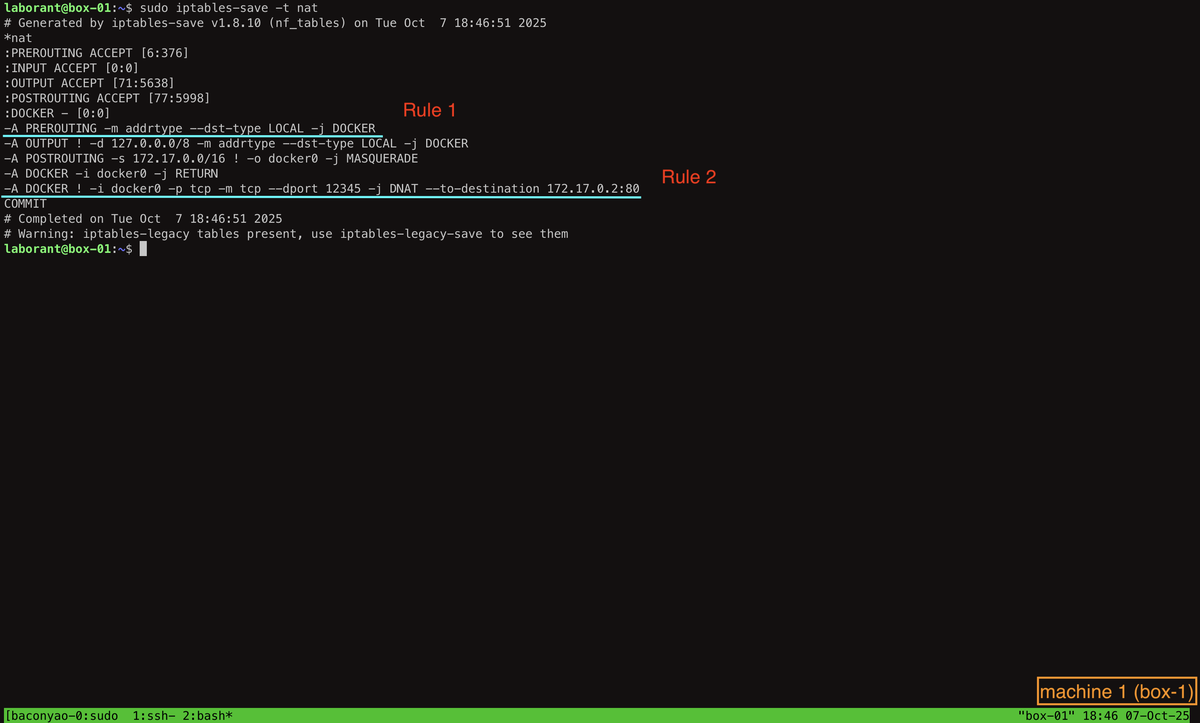 laborant@box-01:~$ sudo iptables-save -t nat
# Generated by iptables-save v1.8.10 (nf_tables) on Tue Oct  7 18:46:51 2025
*nat
:PREROUTING ACCEPT [6:376]
:INPUT ACCEPT [0:0]
:OUTPUT ACCEPT [71:5638]
:POSTROUTING ACCEPT [77:5998]
:DOCKER - [0:0]
Rule 1
-A PREROUTING -m addrtype --dst-type LOCAL -j DOCKER
-A OUTPUT ! -d 127.0.0.0/8 -m addrtype --dst-type LOCAL -j DOCKER
-A POSTROUTING -s 172.17.0.0/16 ! -o docker0 -j MASQUERADE
-A DOCKER -i docker0 -j RETURN
Rule 2
-A DOCKER ! -i docker0 -p tcp -m tcp --dport 12345 -j DNAT --to-destination 172.17.0.2:80
COMMIT
# Completed on Tue Oct  7 18:46:51 2025
# Warning: iptables-legacy tables present, use iptables-legacy-save to see them
laborant@box-01:~$
machine 1 (box-1)
[baconyao-0:sudo  1:ssh- 2:bash* "box-01" 18:46 07-Oct-25